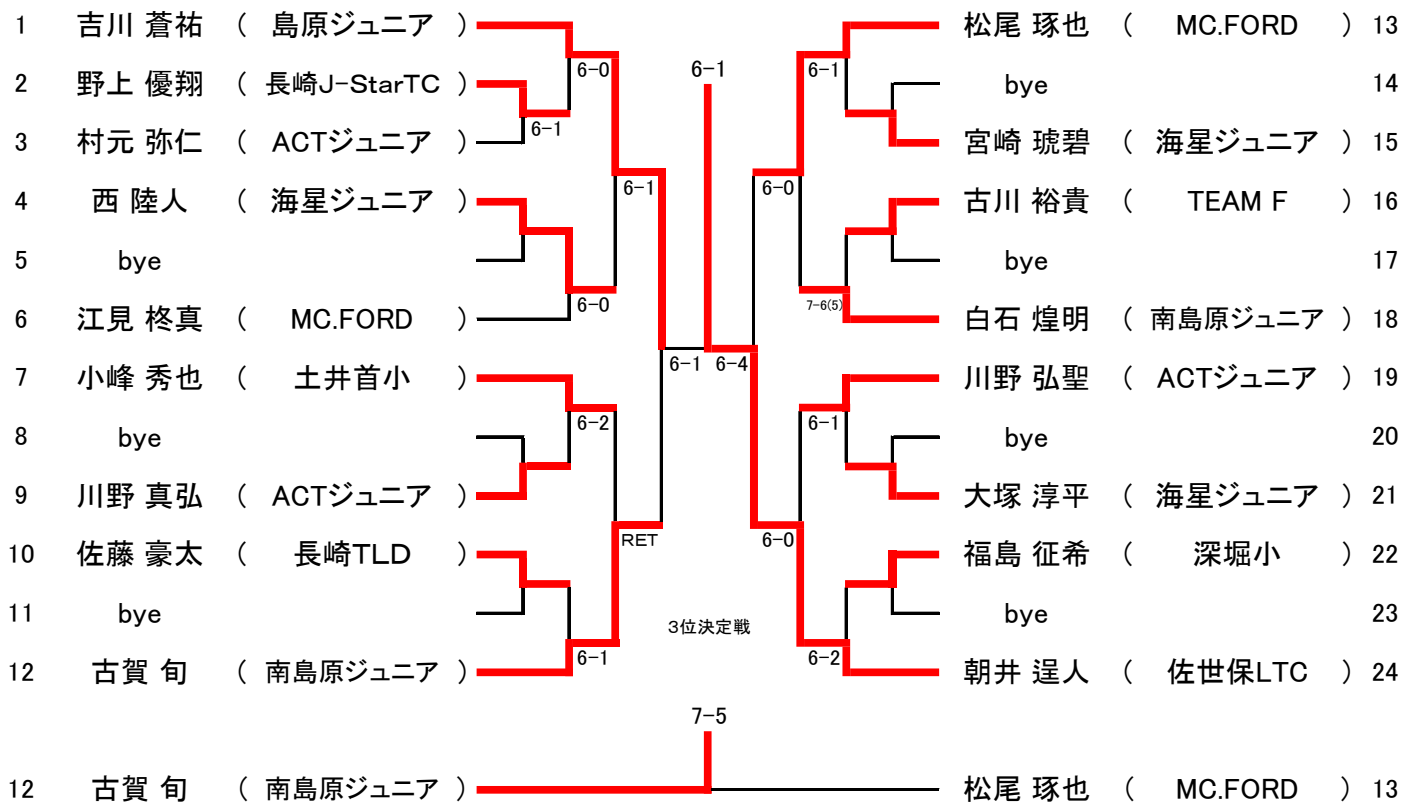 1 吉川 蒼祐 ( 島原ジュニア ) 松尾 琢也 ( MC.FORD ) 13
6-0 6-1 6-1
2 野上 優翔 ( 長崎J-StarTC ) bye 14
6-1
3 村元 弥仁 ( ACTジュニア ) 宮崎 琥碧 ( 海星ジュニア ) 15
6-1 6-0
4 西 陸人 ( 海星ジュニア ) 古川 裕貴 ( TEAM F ) 16
5 bye bye 17
6-0 7-6(5)
6 江見 柊真 ( MC.FORD ) 白石 煌明 ( 南島原ジュニア ) 18
6-1 6-4
7 小峰 秀也 ( 土井首小 ) 川野 弘聖 ( ACTジュニア ) 19
6-2 6-1
8 bye bye 20
9 川野 真弘 ( ACTジュニア ) 大塚 淳平 ( 海星ジュニア ) 21
RET 6-0
10 佐藤 豪太 ( 長崎TLD ) 福島 征希 ( 深堀小 ) 22
11 bye bye 23
3位決定戦
6-1 6-2
12 古賀 旬 ( 南島原ジュニア ) 朝井 逞人 ( 佐世保LTC ) 24
7-5
12 古賀 旬 ( 南島原ジュニア ) 松尾 琢也 ( MC.FORD ) 13